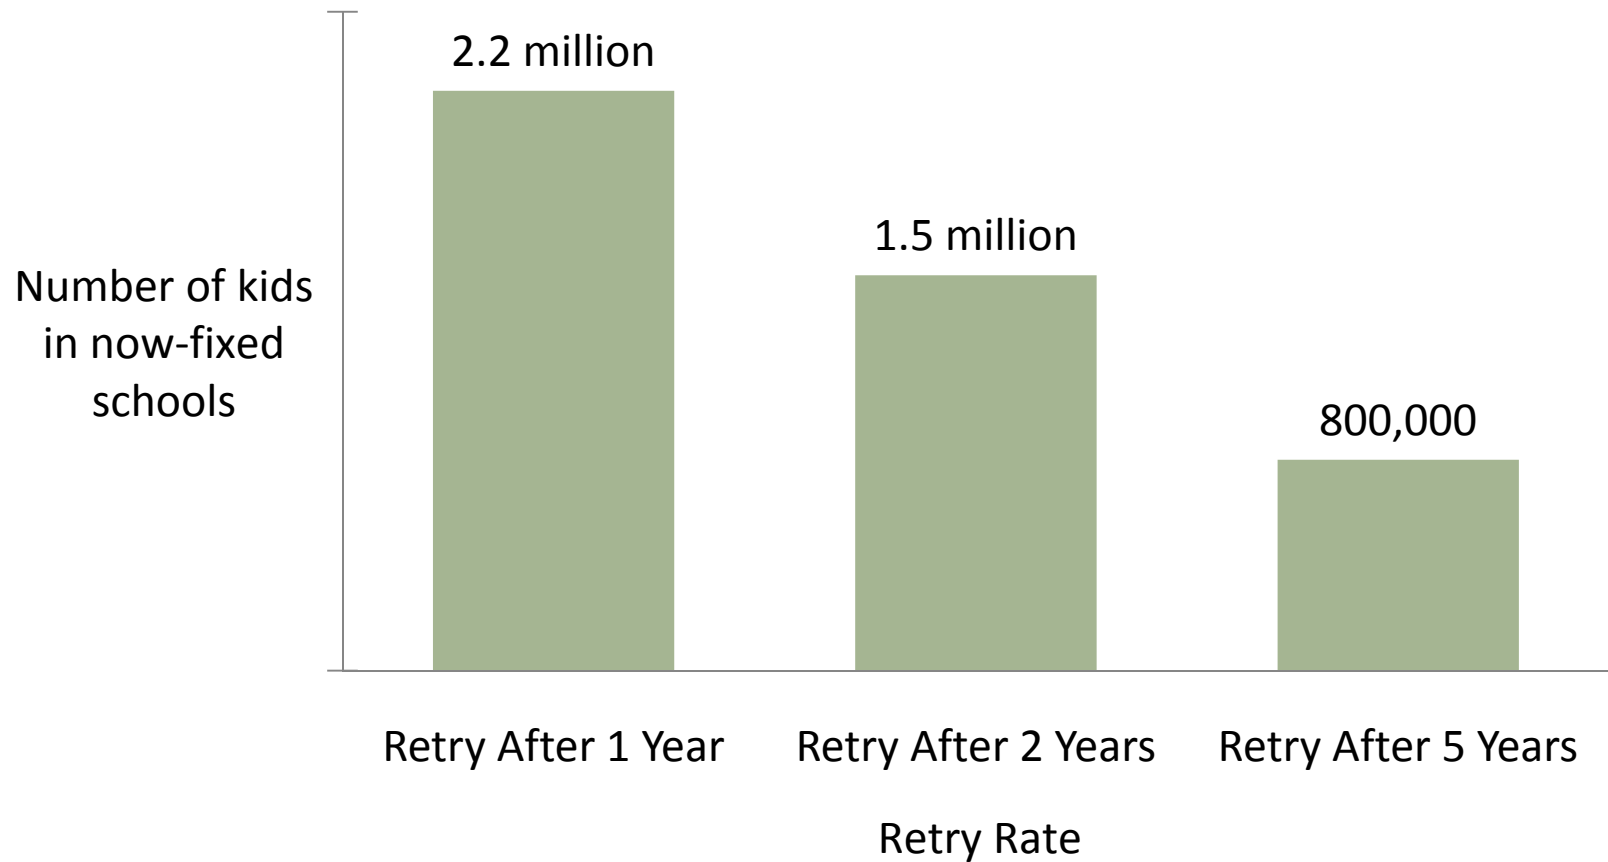 2.2 million
1.5 million
800,000
Number of kids
in now-fixed
schools
Retry After 1 Year
Retry After 2 Years
Retry After 5 Years
Retry Rate